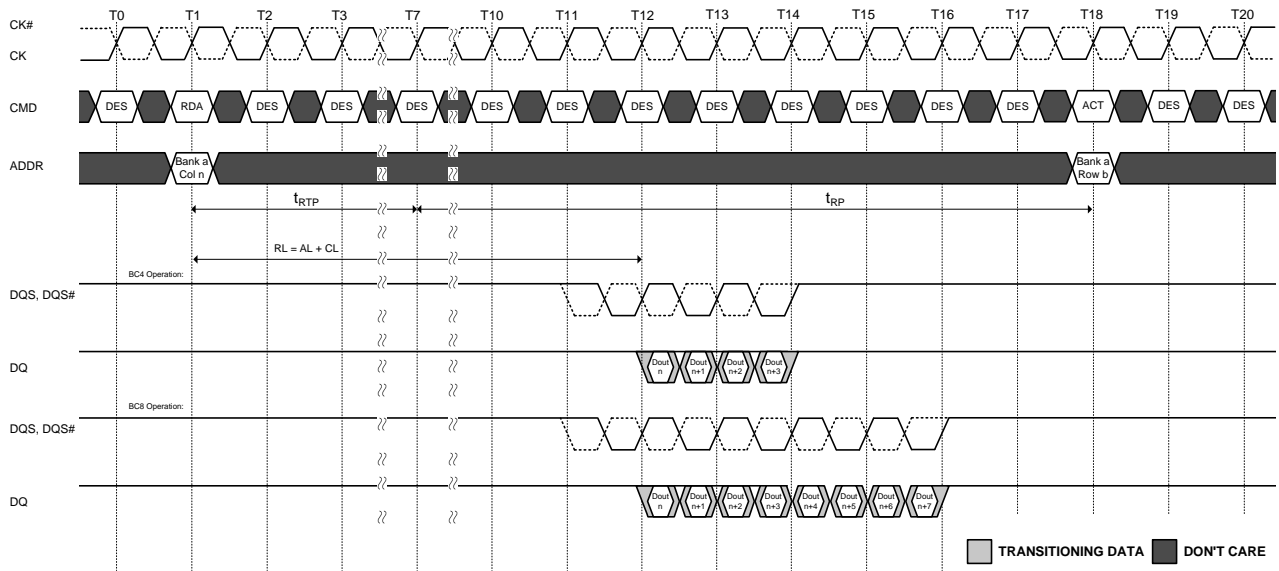 T0 T1 T2 T3 T7 T10 T11 T12 T13 T14 T15 T16 T17 T18 T19 T20
CK#
CK
CMD DES RDA DES DES DES DES DES DES DES DES DES DES DES ACT DES DES
ADDR
Bank a
Col n
Bank a
Row b
tRTP tRP
RL = AL + CL
BC4 Operation:
DQS, DQS#
DQ
Dout
n
Dout
n+1
Dout
n+2
Dout
n+3
BC8 Operation:
DQS, DQS#
DQ
Dout
n
Dout
n+1
Dout
n+2
Dout
n+3
Dout
n+4
Dout
n+5
Dout
n+6
Dout
n+7
TRANSITIONING DATA DON'T CARE